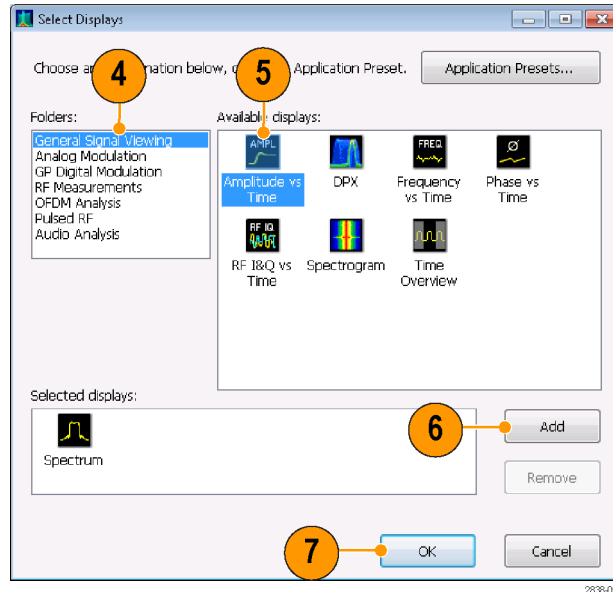 Select Displays
Choose an nation below, o Application Preset.
Application Presets...
4
5
Folders:
Available displays:
General Signal Viewing
Analog Modulation
GP Digital Modulation
RF Measurements
OFDM Analysis
Pulsed RF
Audio Analysis
AMPL
FREQ
Ø
Amplitude vs
Time
DPX
Frequency
vs Time
Phase vs
Time
RF IQ
RF I&Q vs
Time
Spectrogram
Time
Overview
Selected displays:
Spectrum
6
Add
Remove
7
OK
Cancel